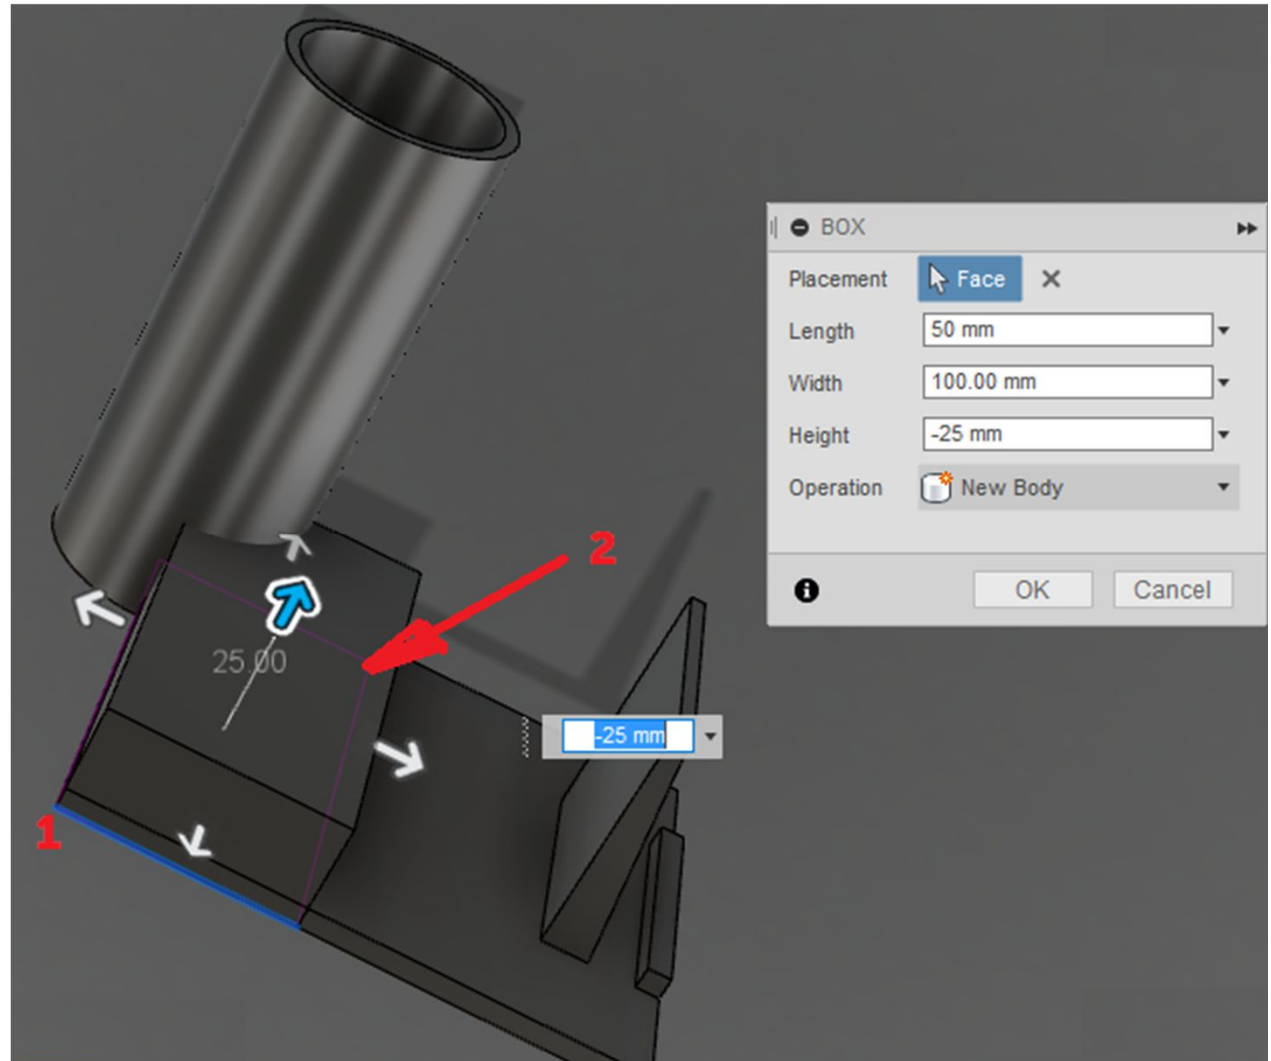 BOX
Placement Face
Length 50 mm
Width 100.00 mm
Height -25 mm
Operation New Body
OK Cancel
2
25.00
-25 mm
1